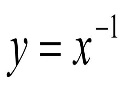 y = x⁻¹